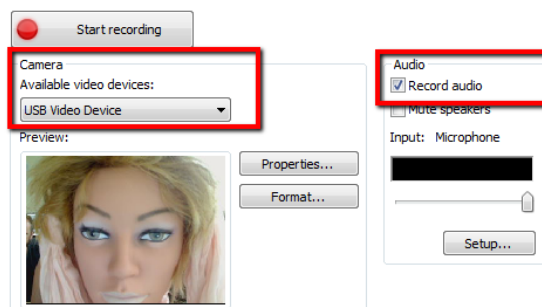 Start recording
Camera
Available video devices:
USB Video Device
Preview:
Properties...
Format...
Audio
Record audio
Mute speakers
Input: Microphone
Setup...